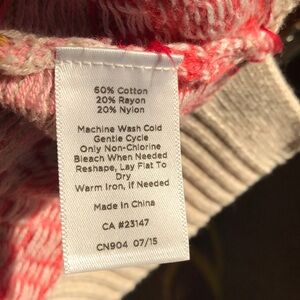 60% Cotton
20% Rayon
20% Nylon
Machine Wash Cold
Gentle Cycle
Only Non-Chlorine
Bleach When Needed
Reshape, Lay Flat To
Dry
Warm Iron, if Needed
Made in China
CA #23147
CN904 07/15